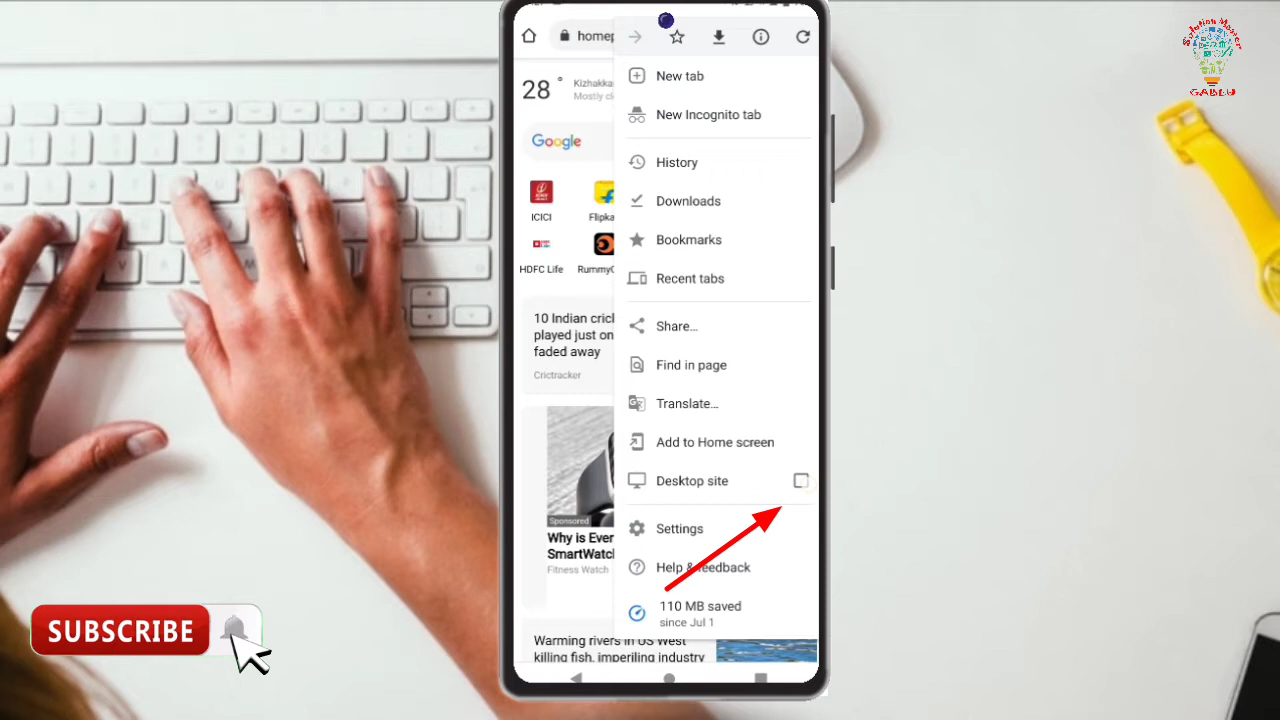 Solution Mower
GABLU
homep
28 °
Kizhakka
Mostly cl
Google
ICICI
Flipka
HDFC Life
RummyC
10 Indian crick
played just on
faded away
Crictracker
Sponsored
Why is Ever
SmartWatc
Fitness Watch
Warming rivers in US West
killing fish, imperiling industry
New tab
New Incognito tab
History
Downloads
Bookmarks
Recent tabs
Share...
Find in page
Translate...
Add to Home screen
Desktop site
Settings
Help & feedback
110 MB saved
since Jul 1
SUBSCRIBE